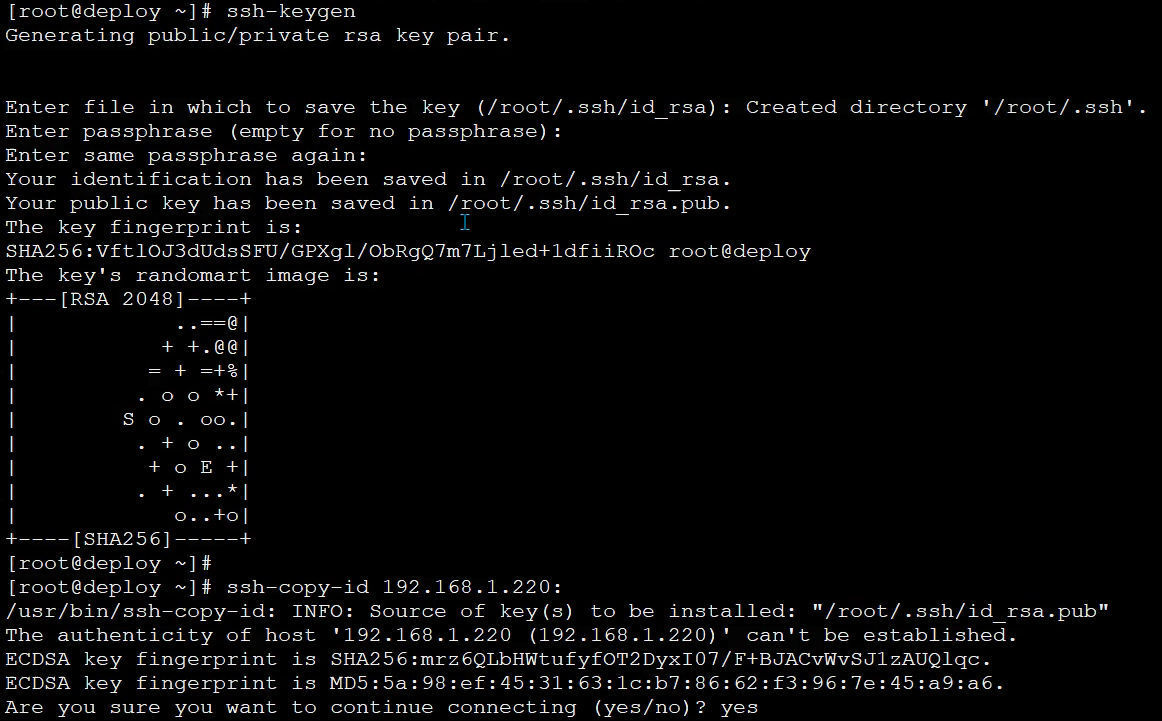 [root@deploy ~]# ssh-keygen
Generating public/private rsa key pair.
Enter file in which to save the key (/root/.ssh/id_rsa): Created directory '/root/.ssh'.
Enter passphrase (empty for no passphrase):
Enter same passphrase again:
Your identification has been saved in /root/.ssh/id_rsa.
Your public key has been saved in /root/.ssh/id_rsa.pub.
The key fingerprint is:
SHA256:VftlOJ3dUdsSFU/GPXgl/ObRgQ7m7Ljled+1dfiiROc root@deploy
The key's randomart image is:
+---[RSA 2048]----+
|            ..==@|
|           + +.@@|
|          = + =+%|
|         . o o *+|
|        S o . oo.|
|         . + o ..|
|          + o E +|
|         . + ...*|
|            o..+o|
+----[SHA256]-----+
[root@deploy ~]#
[root@deploy ~]# ssh-copy-id 192.168.1.220:
/usr/bin/ssh-copy-id: INFO: Source of key(s) to be installed: "/root/.ssh/id_rsa.pub"
The authenticity of host '192.168.1.220 (192.168.1.220)' can't be established.
ECDSA key fingerprint is SHA256:mrz6QLbHWtufyfOT2DyxI07/F+BJACvWvSJ1zAUQlqc.
ECDSA key fingerprint is MD5:5a:98:ef:45:31:63:1c:b7:86:62:f3:96:7e:45:a9:a6.
Are you sure you want to continue connecting (yes/no)? yes